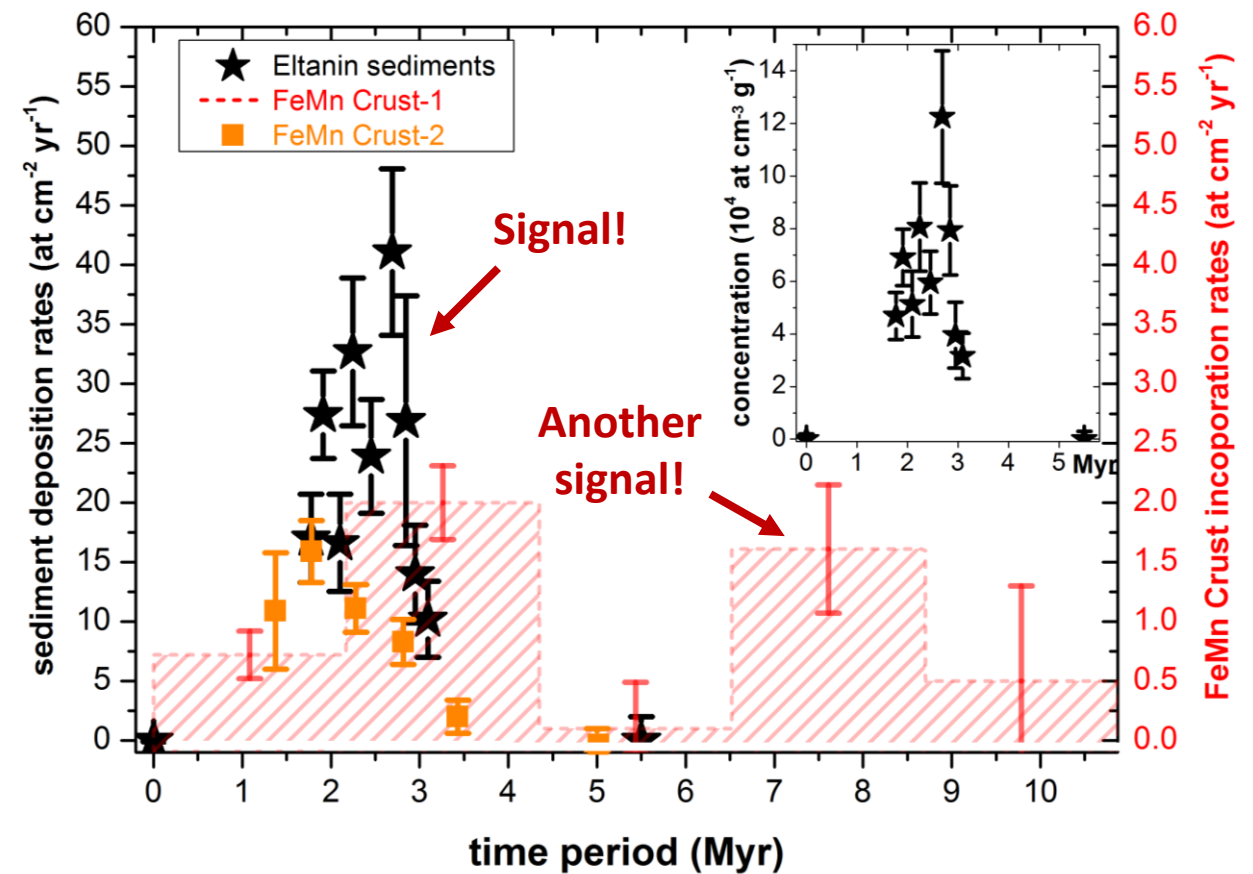 60
55
50
45
40
35
30
25
20
15
10
5
0
sediment deposition rates (at cm⁻² yr⁻¹)
Eltanin sediments
FeMn Crust-1
FeMn Crust-2
Signal!
Another
signal!
14
12
10
8
6
4
2
0
concentration (10⁴ at cm⁻³ g⁻¹)
0 1 2 3 4 5 Myr
6.0
5.5
5.0
4.5
4.0
3.5
3.0
2.5
2.0
1.5
1.0
0.5
0.0
FeMn Crust incoporation rates (at cm⁻² yr⁻¹)
0 1 2 3 4 5 6 7 8 9 10
time period (Myr)